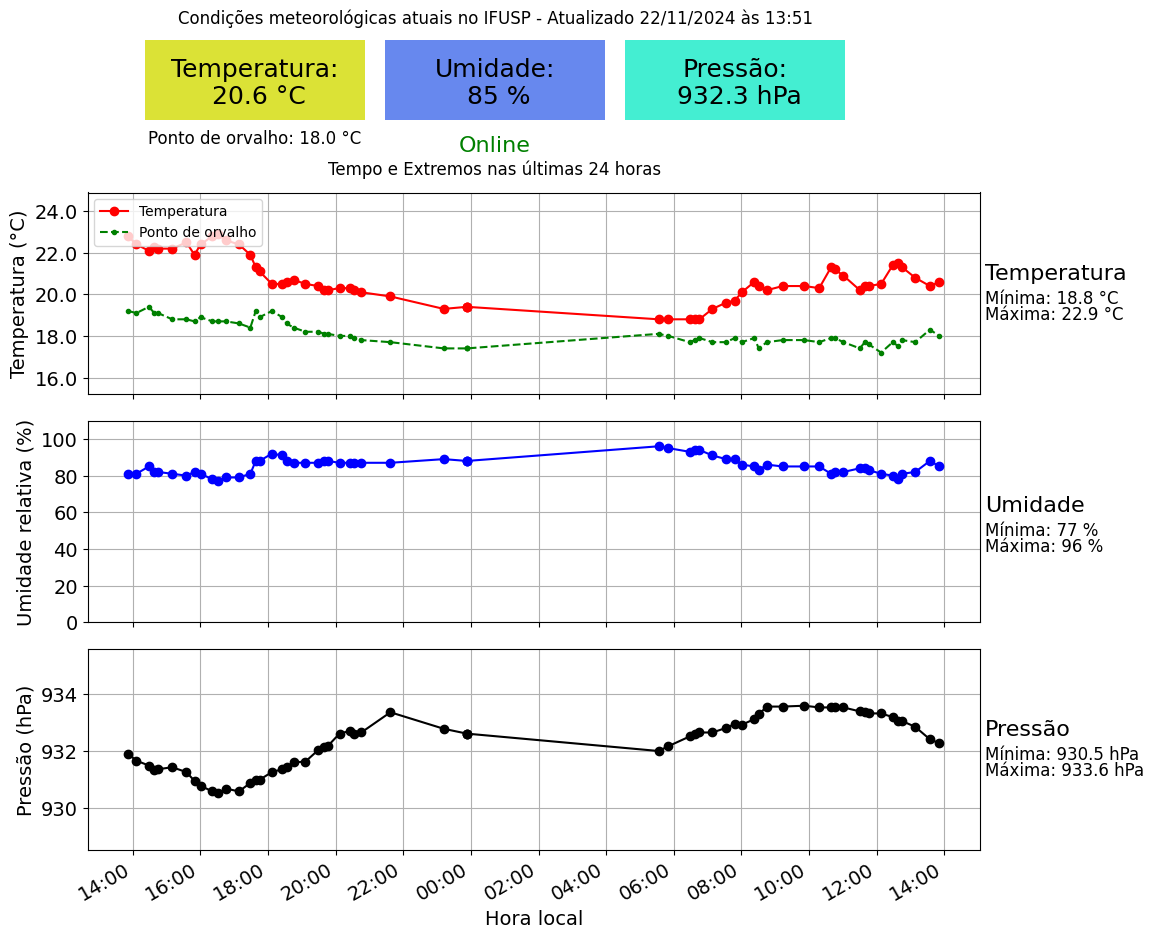 Condições meteorológicas atuais no IFUSP - Atualizado 22/11/2024 às 13:51
Temperatura:
20.6 °C
Umidade:
85 %
Pressão:
932.3 hPa
Ponto de orvalho: 18.0 °C
Online
Tempo e Extremos nas últimas 24 horas
Temperatura (°C)
24.0
22.0
20.0
18.0
16.0
Temperatura
Ponto de orvalho
Temperatura
Mínima: 18.8 °C
Máxima: 22.9 °C
Umidade relativa (%)
100
80
60
40
20
0
Umidade
Mínima: 77 %
Máxima: 96 %
Pressão (hPa)
934
932
930
Pressão
Mínima: 930.5 hPa
Máxima: 933.6 hPa
14:00 16:00 18:00 20:00 22:00 00:00 02:00 04:00 06:00 08:00 10:00 12:00 14:00
Hora local